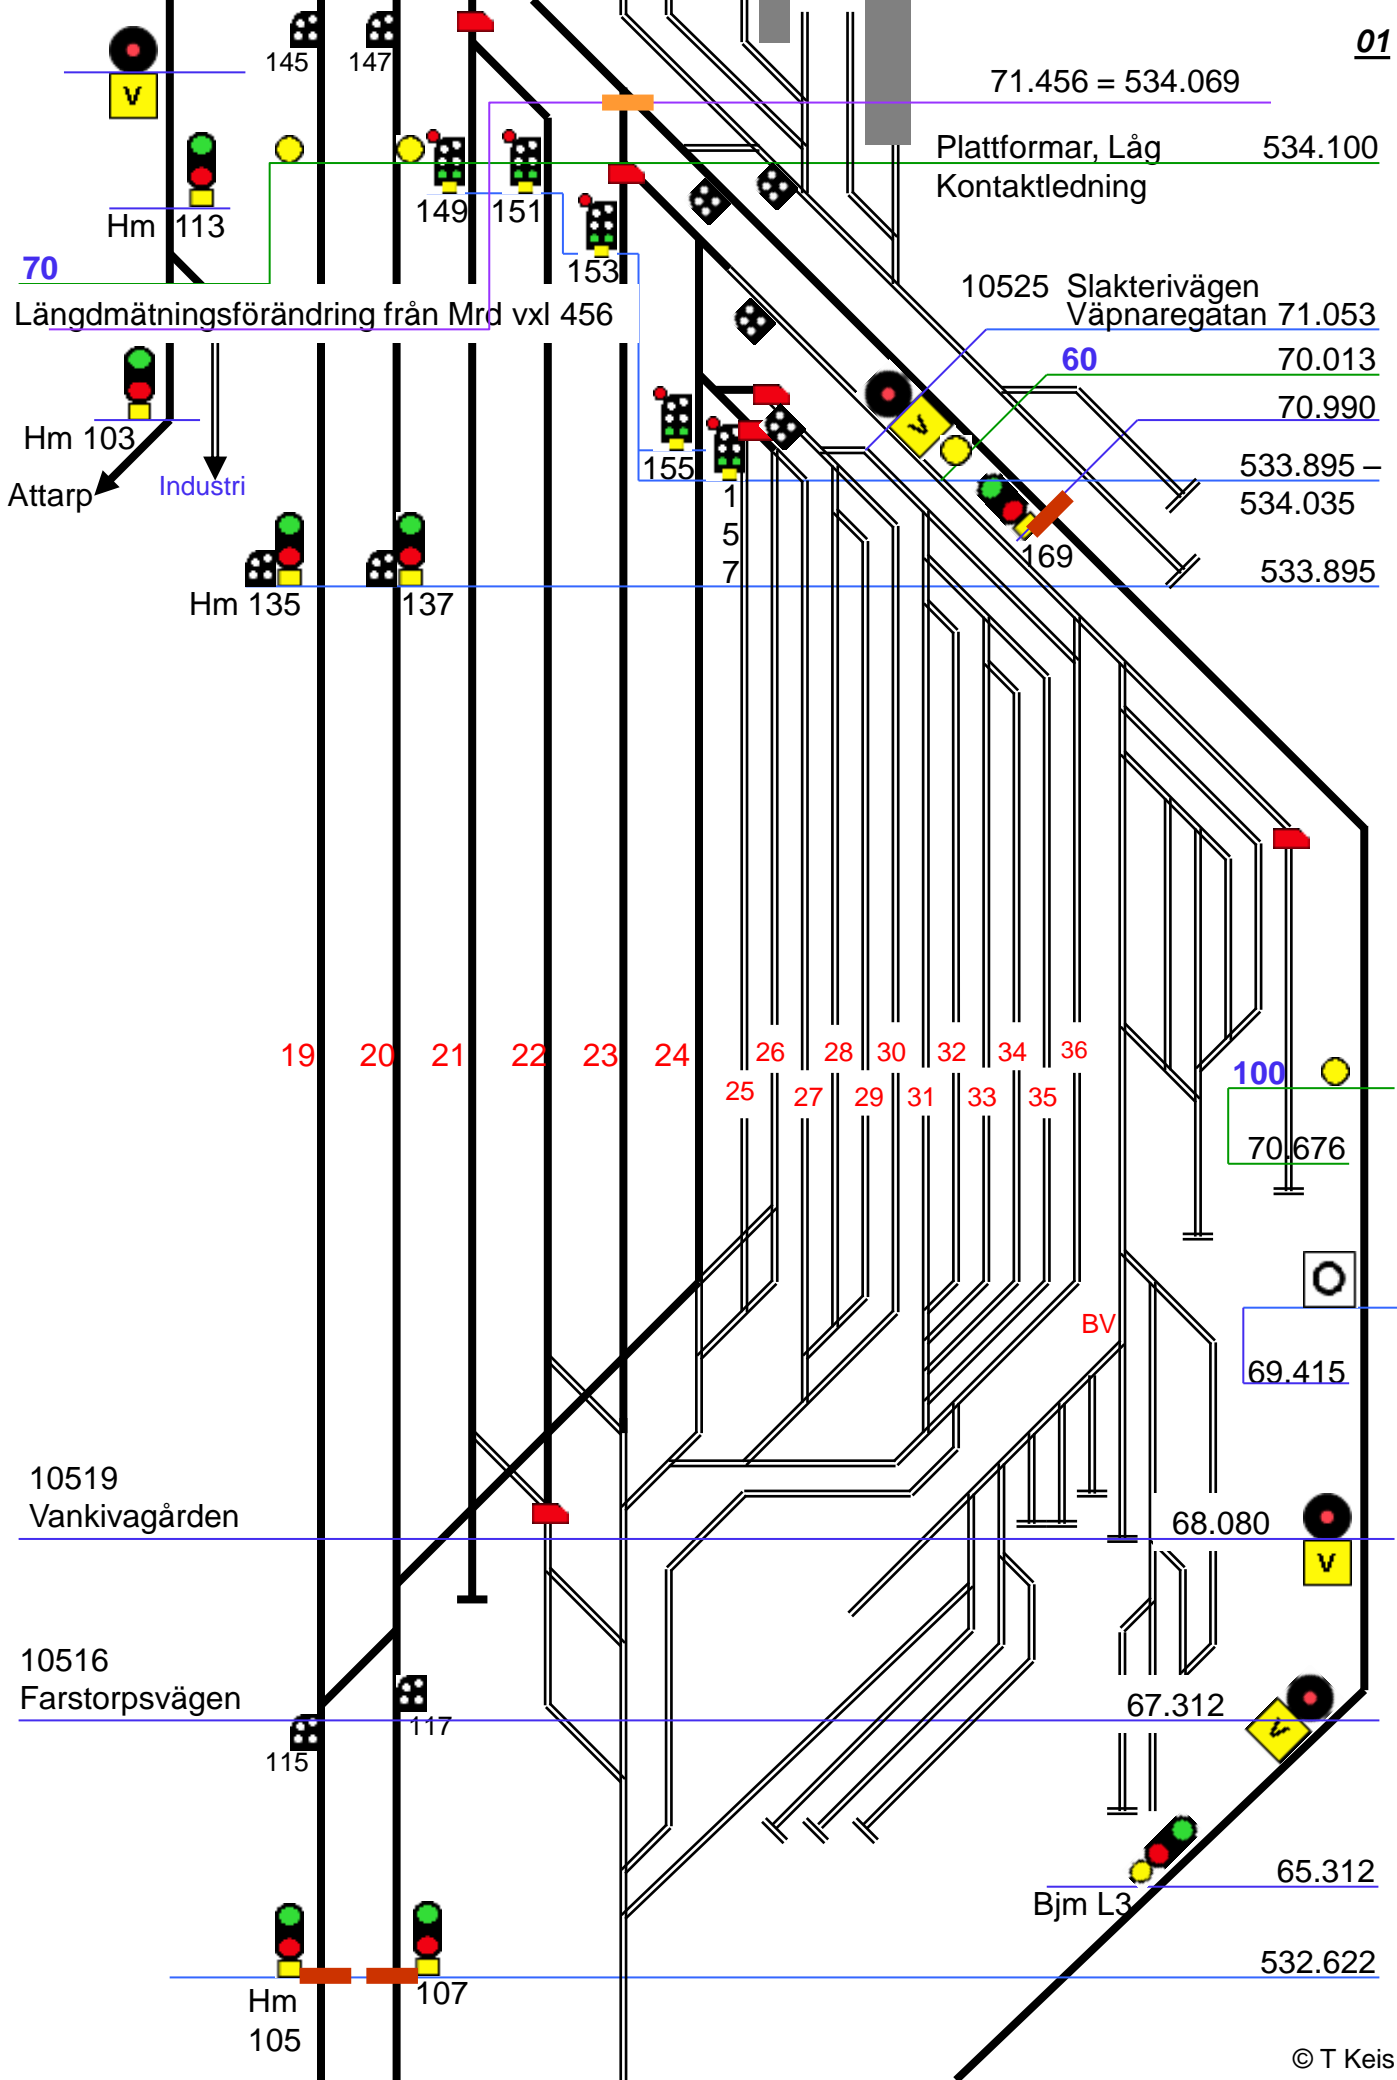 01
145
147
71.456 = 534.069
V
Plattformar, Låg
Kontaktledning
534.100
Hm 113
149
151
153
70
10525 Slakterivägen
Väpnaregatan 71.053
Längdmätningsförändring från Mrd vxl 456
60
70.013
70.990
V
Hm 103
Attarp
Industri
155
1
5
7
533.895 –
534.035
169
533.895
Hm 135
137
19
20
21
22
23
24
26
28
30
32
34
36
25
27
29
31
33
35
100
70.676
O
BV
69.415
10519
Vankivagården
68.080
V
10516
Farstorpsvägen
67.312
V
117
115
65.312
Bjm L3
532.622
Hm
105
107
© T Keis